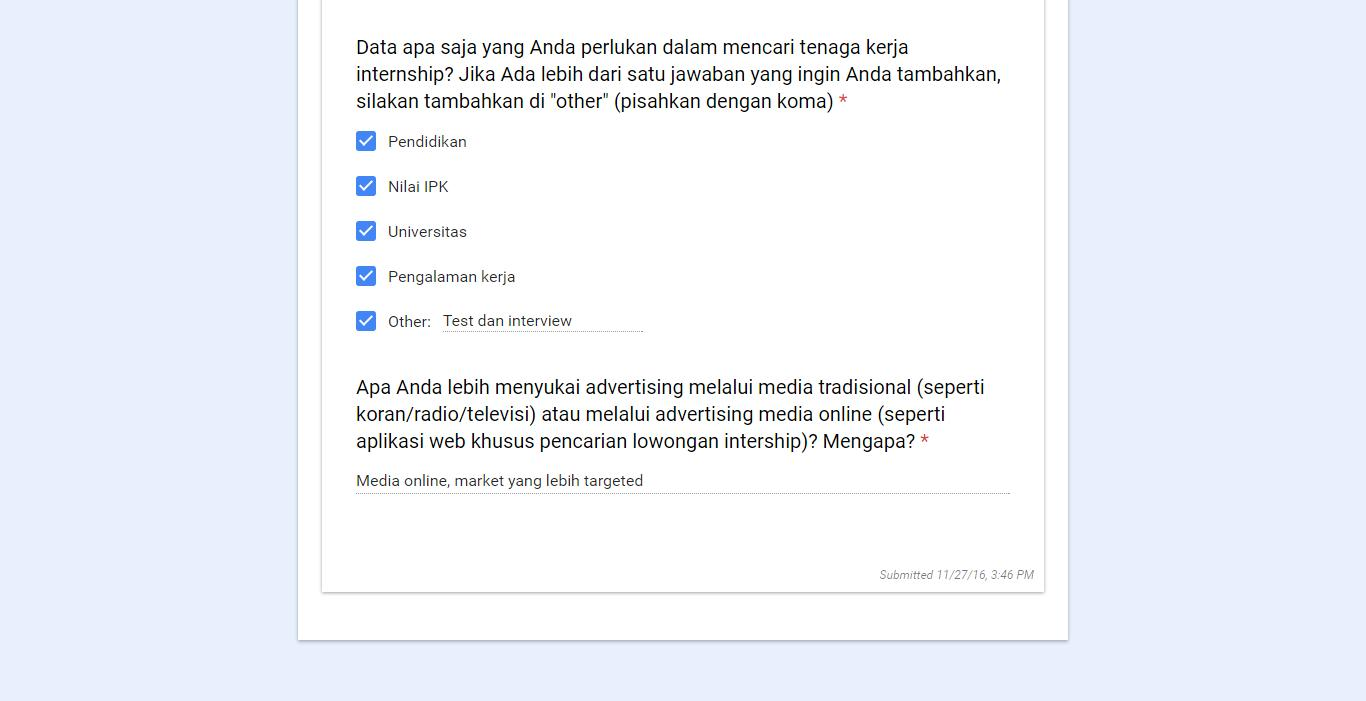 Data apa saja yang Anda perlukan dalam mencari tenaga kerja
internship? Jika Ada lebih dari satu jawaban yang ingin Anda tambahkan,
silakan tambahkan di "other" (pisahkan dengan koma) *
Pendidikan
Nilai IPK
Universitas
Pengalaman kerja
Other: Test dan interview
Apa Anda lebih menyukai advertising melalui media tradisional (seperti
koran/radio/televisi) atau melalui advertising media online (seperti
aplikasi web khusus pencarian lowongan intership)? Mengapa? *
Media online, market yang lebih targeted
Submitted 11/27/16, 3:46 PM